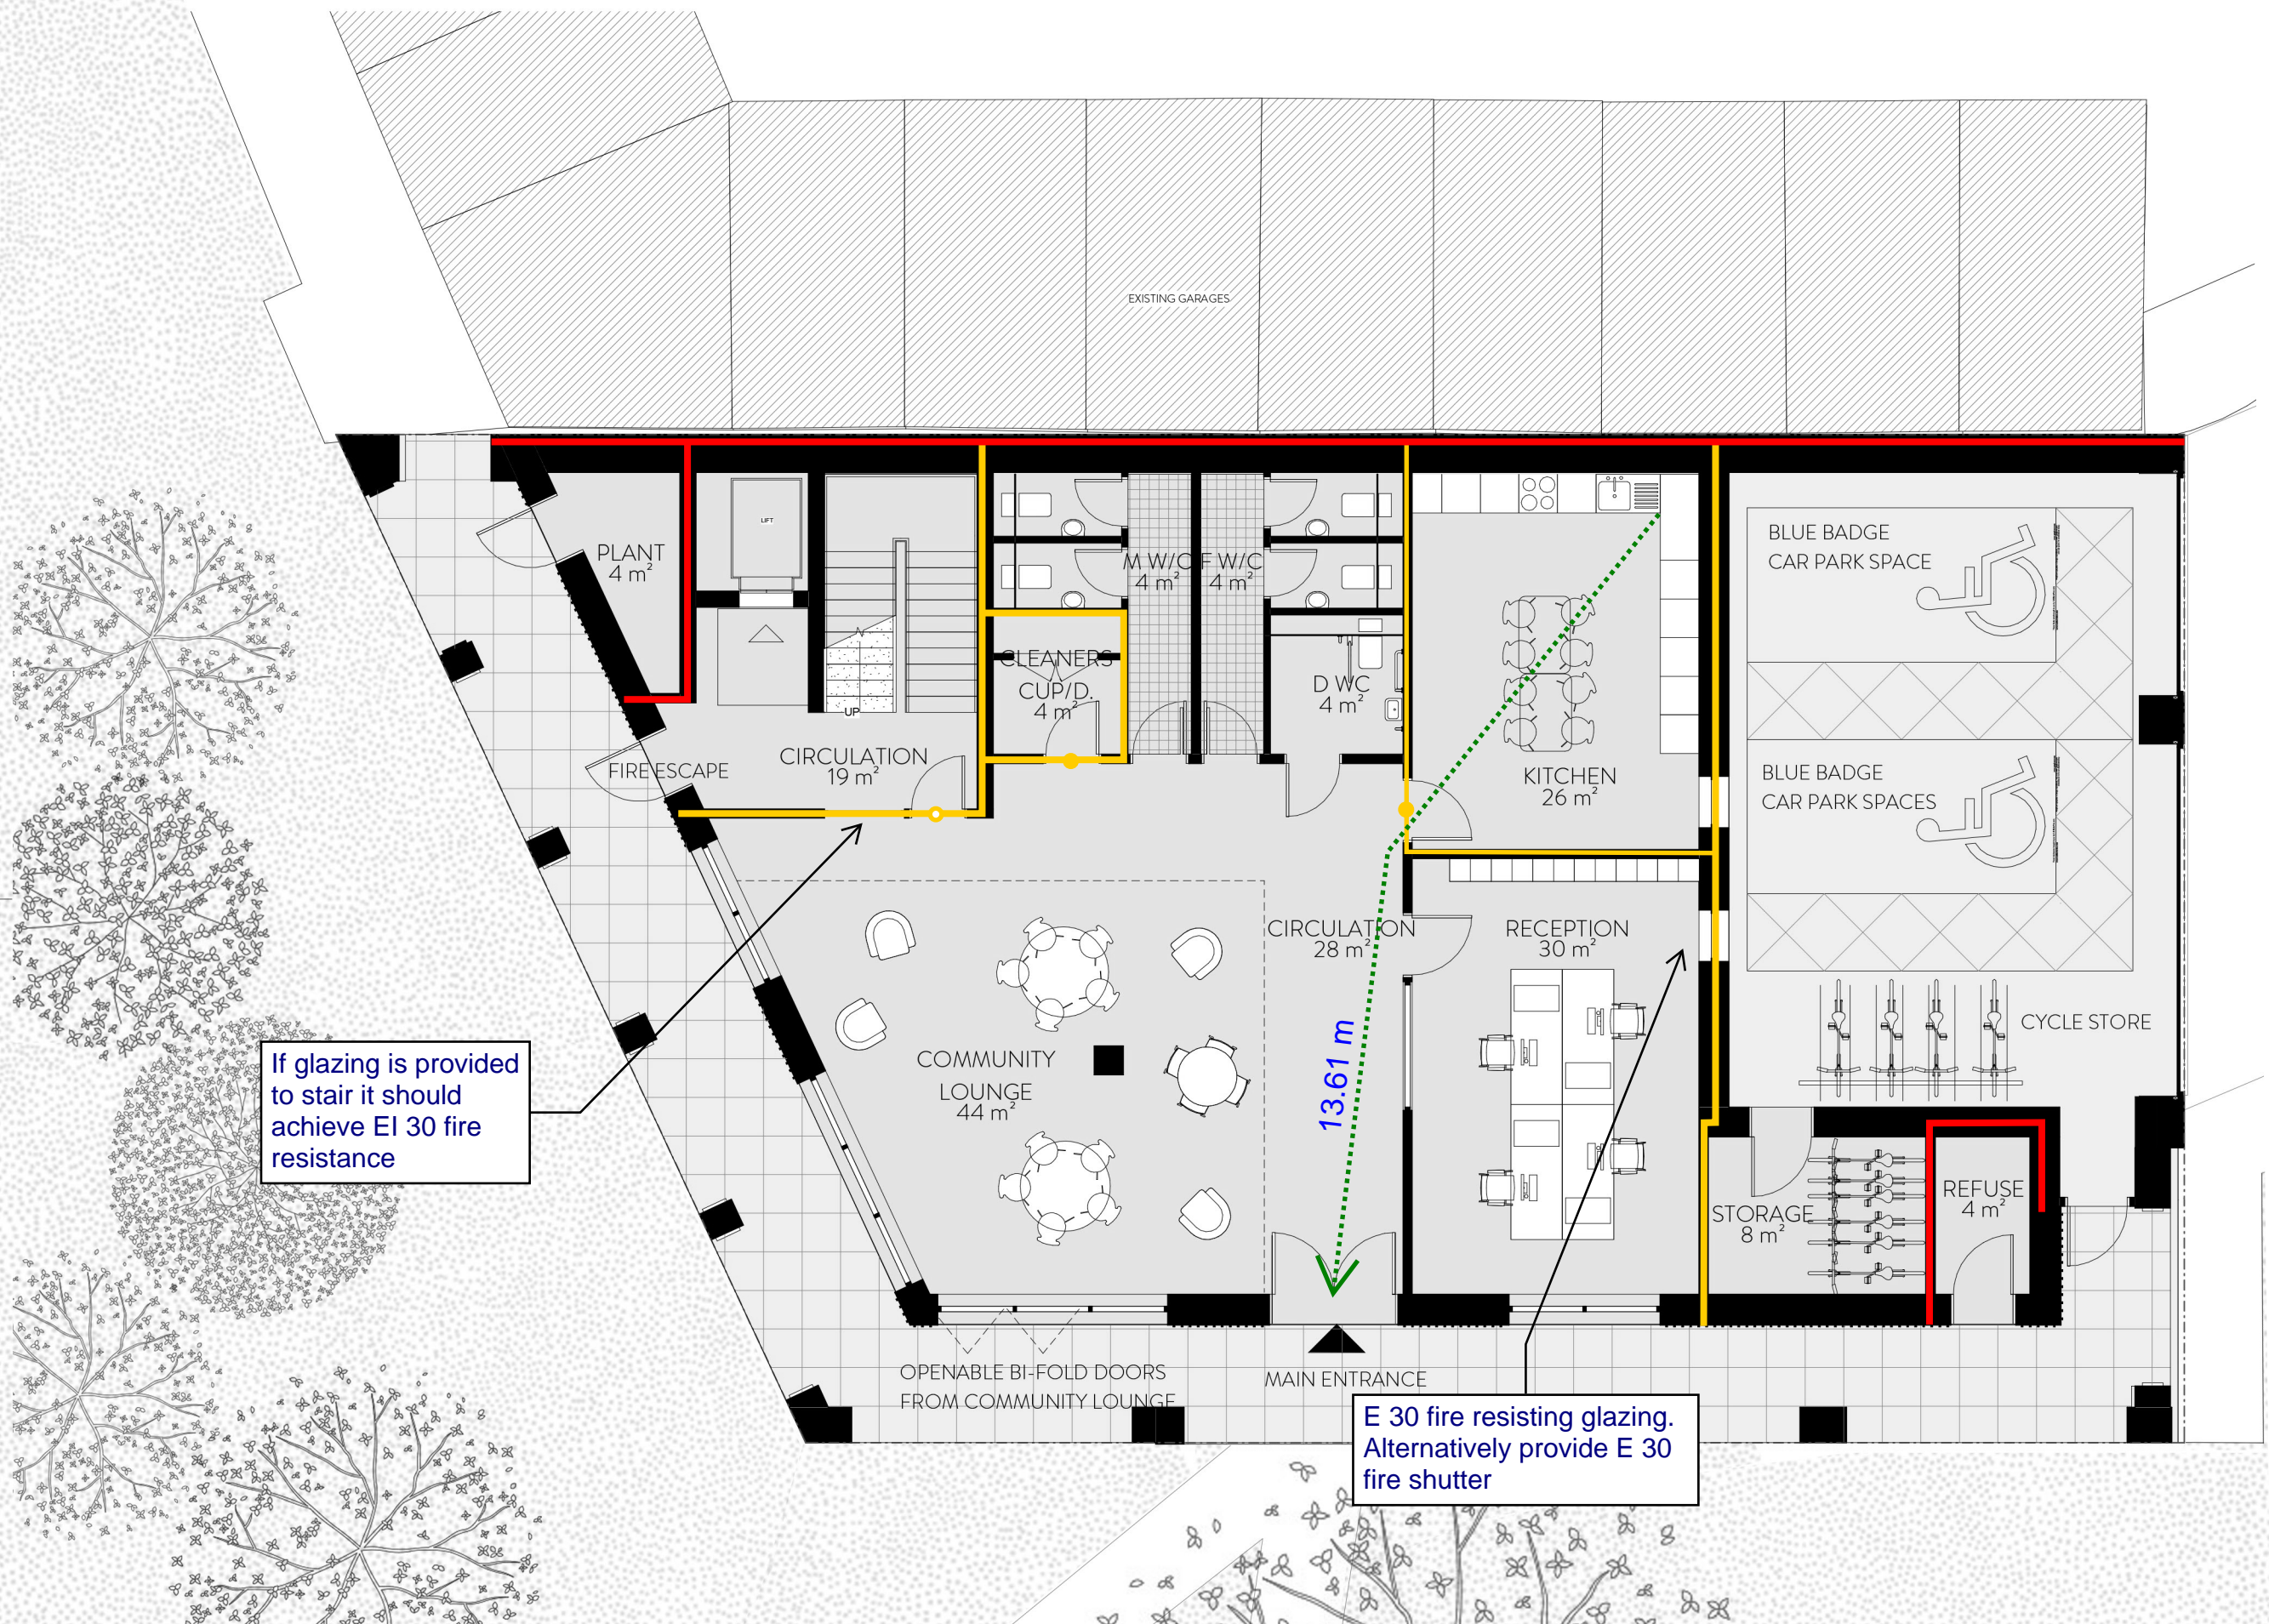 EXISTING GARAGES
LIFT
PLANT
4 m²
M W/C
4 m²
F W/C
4 m²
BLUE BADGE
CAR PARK SPACE
CLEANERS
CUP/D.
4 m²
D WC
4 m²
UP
CIRCULATION
19 m²
FIRE ESCAPE
KITCHEN
26 m²
BLUE BADGE
CAR PARK SPACES
CIRCULATION
28 m²
RECEPTION
30 m²
CYCLE STORE
COMMUNITY
LOUNGE
44 m²
13.61 m
If glazing is provided
to stair it should
achieve EI 30 fire
resistance
STORAGE
8 m²
REFUSE
4 m²
OPENABLE BI-FOLD DOORS
FROM COMMUNITY LOUNGE
MAIN ENTRANCE
E 30 fire resisting glazing.
Alternatively provide E 30
fire shutter